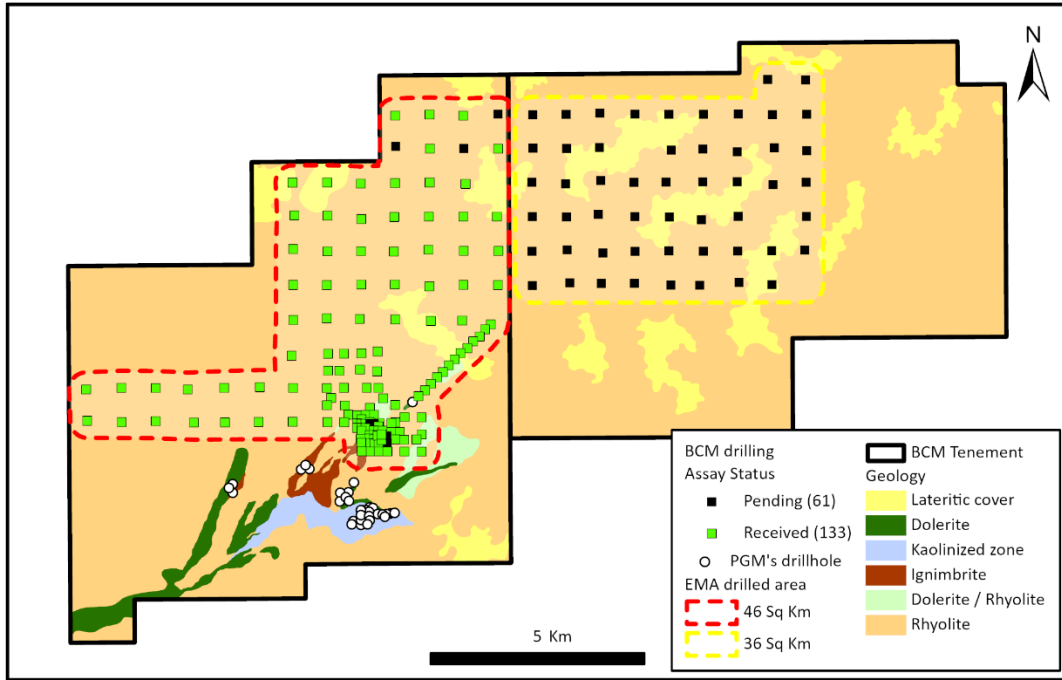 N
5 Km
BCM drilling
Assay Status
Pending (61)
Received (133)
PGM's drillhole
EMA drilled area
46 Sq Km
36 Sq Km
BCM Tenement
Geology
Lateritic cover
Dolerite
Kaolinized zone
Ignimbrite
Dolerite / Rhyolite
Rhyolite